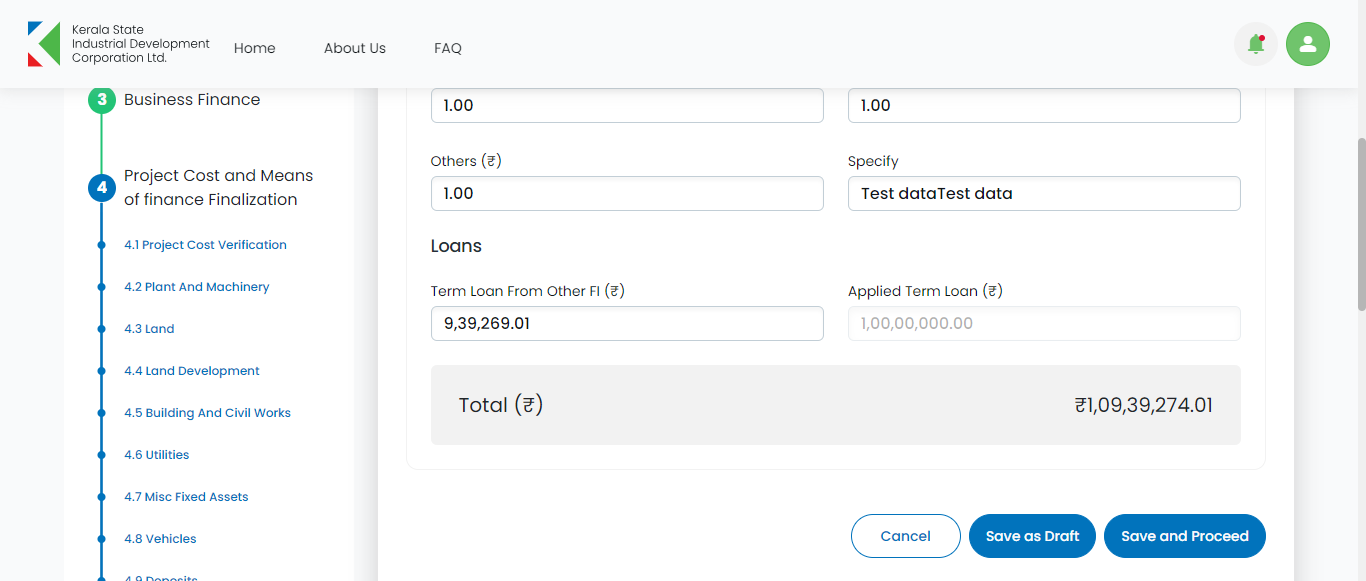 Kerala State
Industrial Development
Corporation Ltd.
Home
About Us
FAQ
3
Business Finance
4
Project Cost and Means
of finance Finalization
4.1 Project Cost Verification
4.2 Plant And Machinery
4.3 Land
4.4 Land Development
4.5 Building And Civil Works
4.6 Utilities
4.7 Misc Fixed Assets
4.8 Vehicles
4.9 Deposits
1.00
1.00
Others (₹)
Specify
1.00
Test dataTest data
Loans
Term Loan From Other FI (₹)
Applied Term Loan (₹)
9,39,269.01
1,00,00,000.00
Total (₹)
₹1,09,39,274.01
Cancel
Save as Draft
Save and Proceed